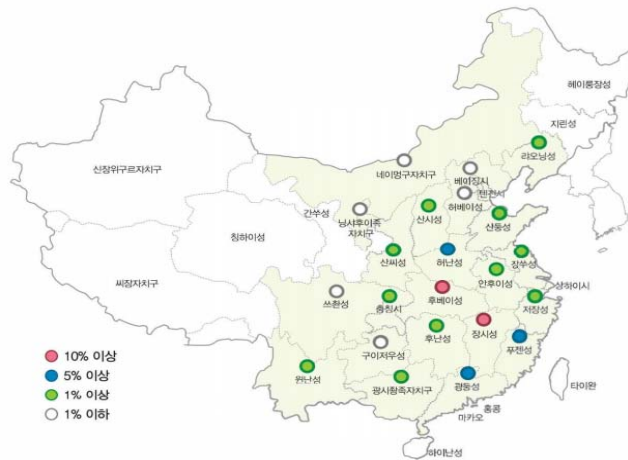 헤이룽장성
지린성
랴오닝성
네이멍구자치구
베이징시
톈진시
허베이성
신장위구르자치구
간쑤성
닝샤후이족
자치구
산시성
산둥성
칭하이성
산씨성
허난성
장쑤성
안후이성
상하이시
씨짱자치구
쓰촨성
충칭시
후베이성
저장성
후난성
장시성
구이저우성
푸젠성
윈난성
광시좡족자치구
광둥성
타이완
홍콩
마카오
하이난성
10% 이상
5% 이상
1% 이상
1% 이하